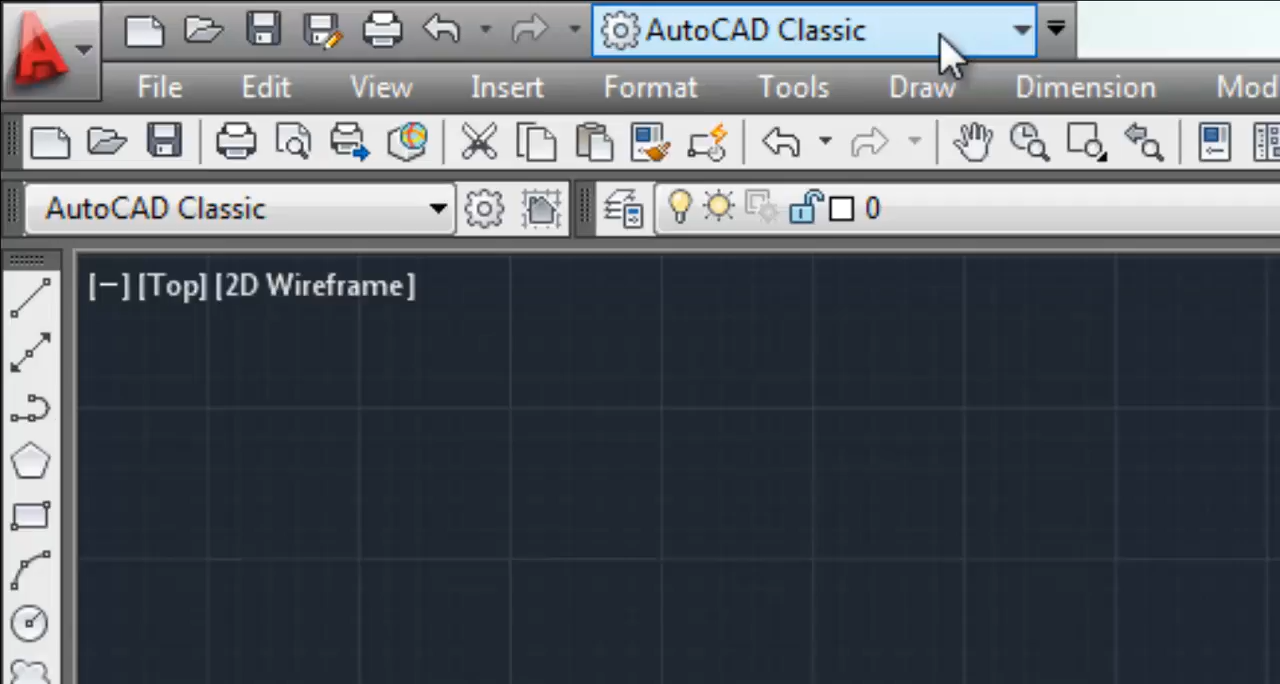 AutoCAD Classic
File Edit View Insert Format Tools Draw Dimension Mod
AutoCAD Classic 0
[−] [Top] [2D Wireframe]